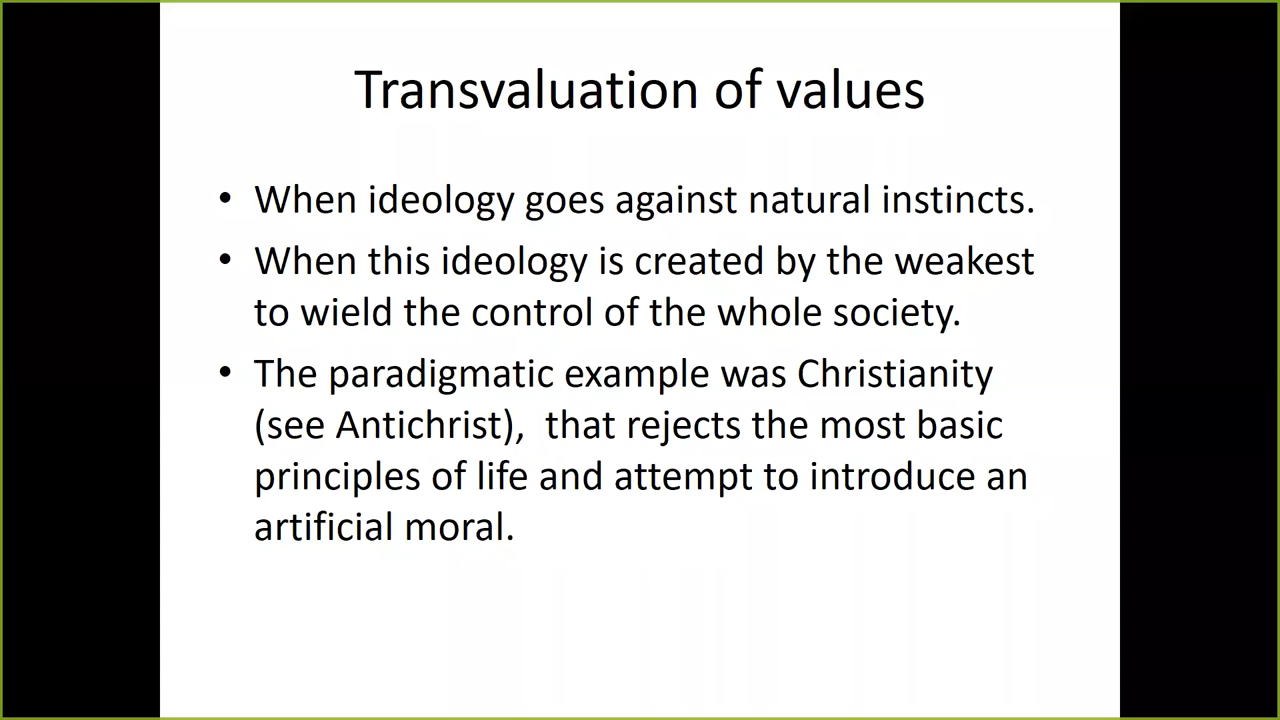 Transvaluation of values
• When ideology goes against natural instincts.
• When this ideology is created by the weakest
to wield the control of the whole society.
• The paradigmatic example was Christianity
(see Antichrist),  that rejects the most basic
principles of life and attempt to introduce an
artificial moral.